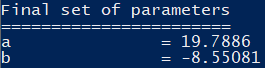 Final set of parameters
=======================
a = 19.7886
b = -8.55081